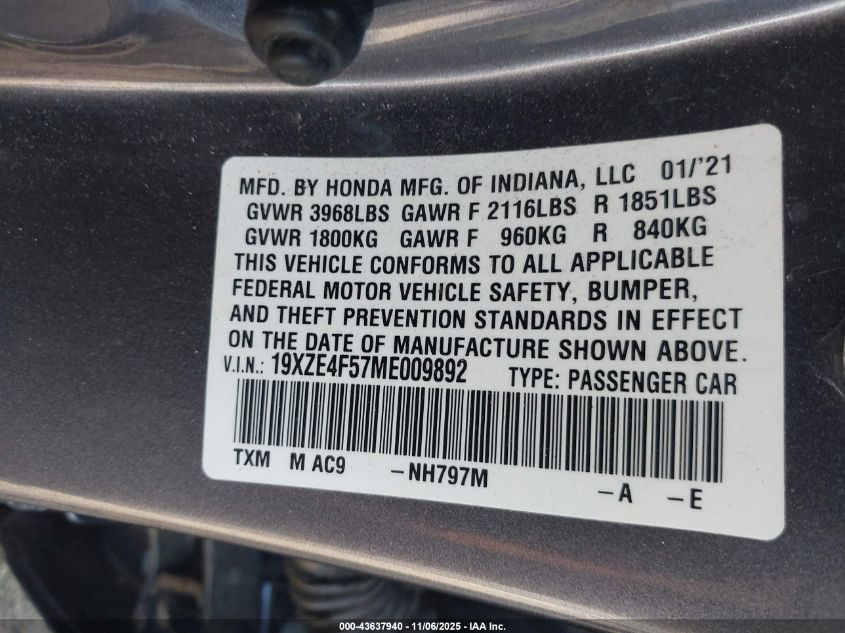 MFD. BY HONDA MFG. OF INDIANA, LLC 01/'21
GVWR 3968LBS GAWR F 2116LBS R 1851LBS
GVWR 1800KG GAWR F 960KG R 840KG
THIS VEHICLE CONFORMS TO ALL APPLICABLE
FEDERAL MOTOR VEHICLE SAFETY, BUMPER,
AND THEFT PREVENTION STANDARDS IN EFFECT
ON THE DATE OF MANUFACTURE SHOWN ABOVE.
V.I.N.: 19XZE4F57ME009892 TYPE: PASSENGER CAR
TXM M AC9 -NH797M -A -E
000-43637940 - 11/06/2025 - IAA Inc.